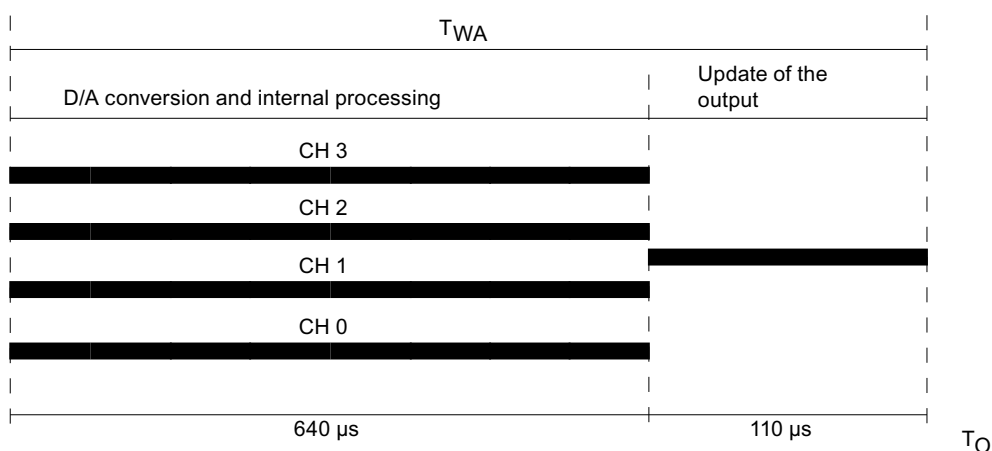 TWA
D/A conversion and internal processing
Update of the
output
CH 3
CH 2
CH 1
CH 0
640 µs
110 µs
TO